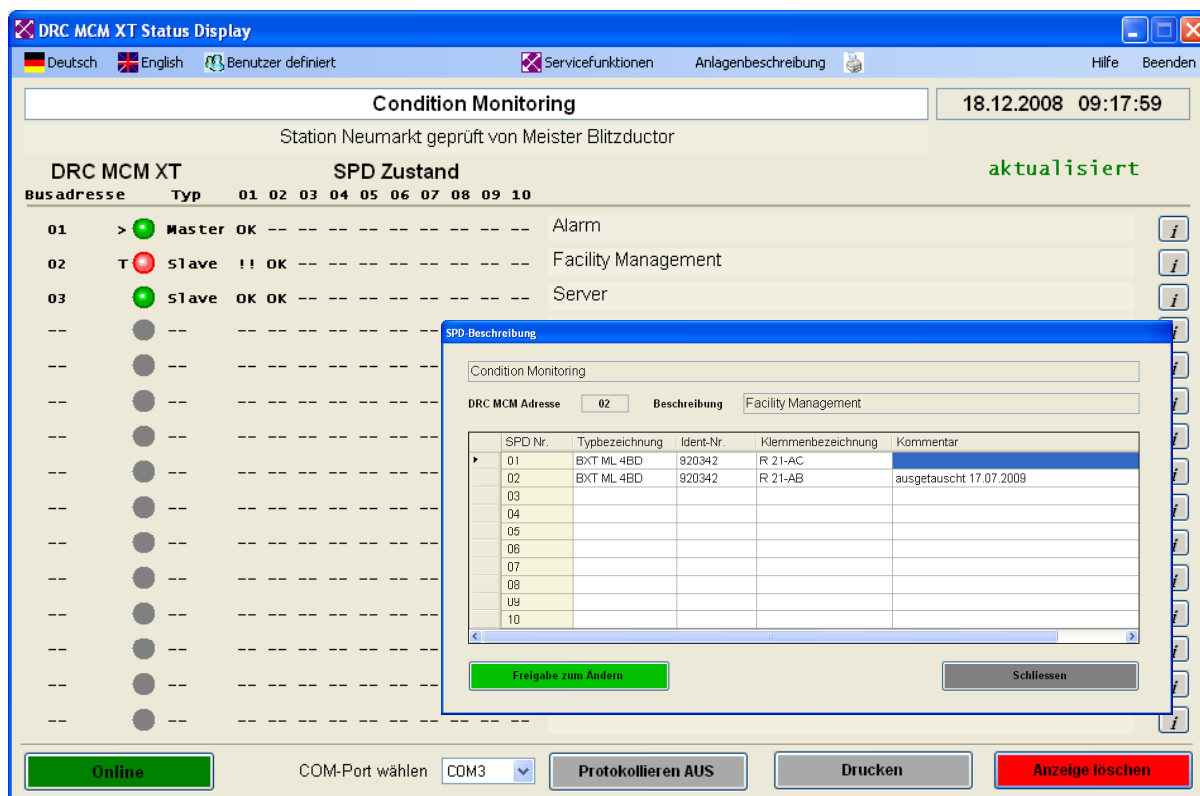 DRC MCM XT Status Display
Deutsch English Benutzer definiert Servicefunktionen Anlagenbeschreibung Hilfe Beenden
Condition Monitoring 18.12.2008 09:17:59
Station Neumarkt geprüft von Meister Blitzductor
DRC MCM XT SPD Zustand aktualisiert
Busadresse Typ 01 02 03 04 05 06 07 08 09 10
01 > Master OK -- -- -- -- -- -- -- -- -- Alarm i
02 T Slave !! OK -- -- -- -- -- -- -- -- Facility Management i
03 Slave OK OK -- -- -- -- -- -- -- -- Server i
-- -- -- -- -- -- -- -- -- i
-- -- -- -- -- -- -- -- -- i
-- -- -- -- -- -- -- -- -- i
-- -- -- -- -- -- -- -- -- i
-- -- -- -- -- -- -- -- -- i
-- -- -- -- -- -- -- -- -- i
-- -- -- -- -- -- -- -- -- i
-- -- -- -- -- -- -- -- -- i
-- -- -- -- -- -- -- -- -- i
-- -- -- -- -- -- -- -- -- i
-- -- -- -- -- -- -- -- -- i
-- -- -- -- -- -- -- -- -- -- -- -- i
SPD-Beschreibung
Condition Monitoring
DRC MCM Adresse 02 Beschreibung Facility Management
SPD Nr. Typbezeichnung Ident-Nr. Klemmenbezeichnung Kommentar
01 BXT ML 4BD 920342 R 21-AC
02 BXT ML 4BD 920342 R 21-AB ausgetauscht 17.07.2009
03
04
05
06
07
08
09
10
Freigabe zum Ändern Schliessen
Online COM-Port wählen COM3 Protokollieren AUS Drucken Anzeige löschen